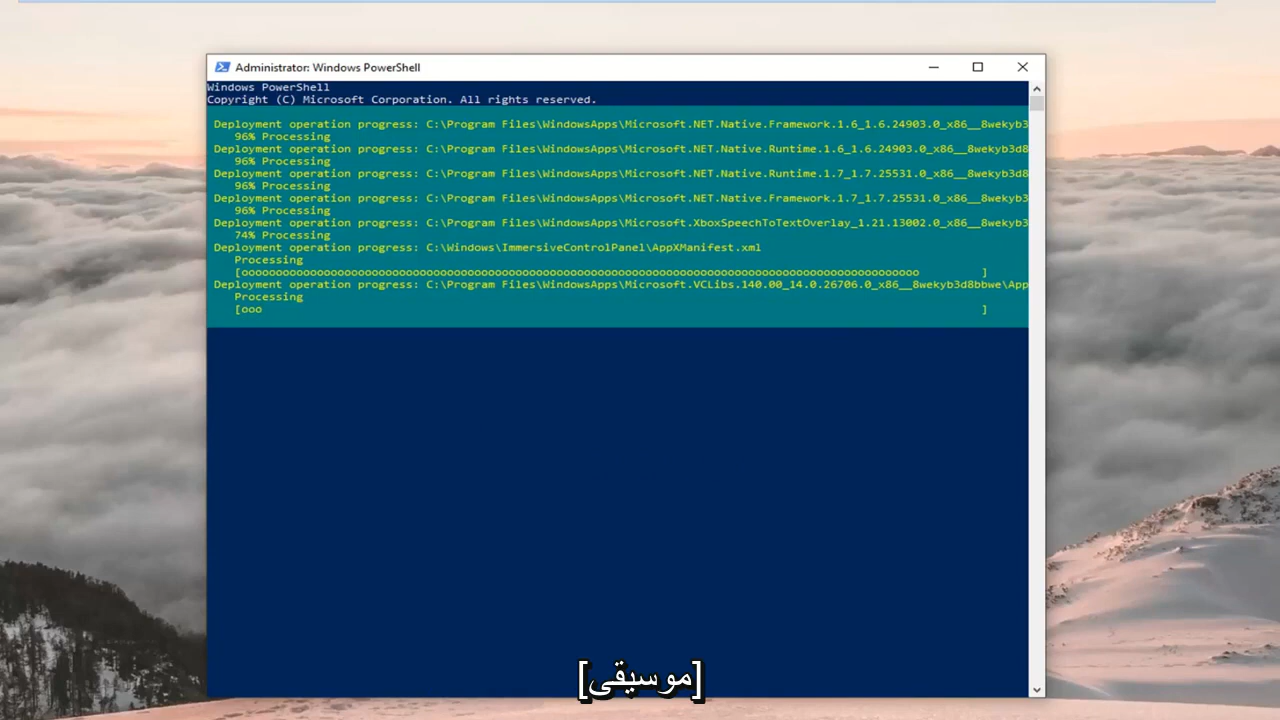 Administrator: Windows PowerShell
Windows PowerShell
Copyright (C) Microsoft Corporation. All rights reserved.
Deployment operation progress: C:\Program Files\WindowsApps\Microsoft.NET.Native.Framework.1.6_1.6.24903.0_x86__8wekyb3
96% Processing
Deployment operation progress: C:\Program Files\WindowsApps\Microsoft.NET.Native.Runtime.1.6_1.6.24903.0_x86__8wekyb3d8
96% Processing
Deployment operation progress: C:\Program Files\WindowsApps\Microsoft.NET.Native.Runtime.1.7_1.7.25531.0_x86__8wekyb3d8
96% Processing
Deployment operation progress: C:\Program Files\WindowsApps\Microsoft.NET.Native.Framework.1.7_1.7.25531.0_x86__8wekyb3
96% Processing
Deployment operation progress: C:\Program Files\WindowsApps\Microsoft.XboxSpeechToTextOverlay_1.21.13002.0_x86__8wekyb3
74% Processing
Deployment operation progress: C:\Windows\ImmersiveControlPanel\AppXManifest.xml
Processing
[ooooooooooooooooooooooooooooooooooooooooooooooooooooooooooooooooooooooooooooooooooooooooooooooooooo ]
Deployment operation progress: C:\Program Files\WindowsApps\Microsoft.VCLibs.140.00_14.0.26706.0_x86__8wekyb3d8bbwe\App
Processing
[ooo ]
[موسيقى]